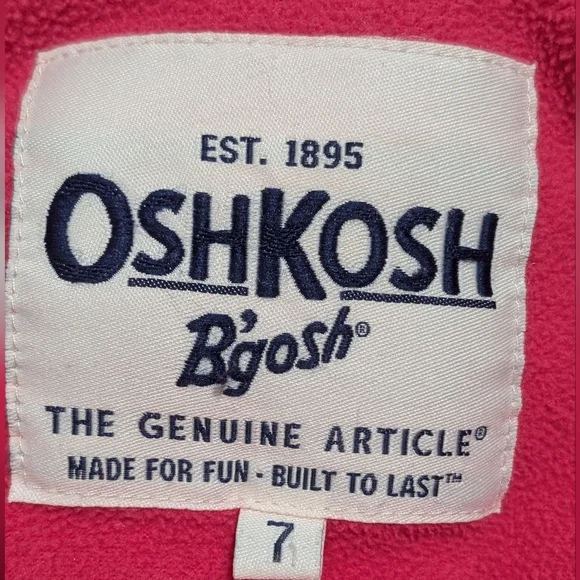 EST. 1895
OSHKOSH
B'gosh®
THE GENUINE ARTICLE®
MADE FOR FUN · BUILT TO LAST™
7